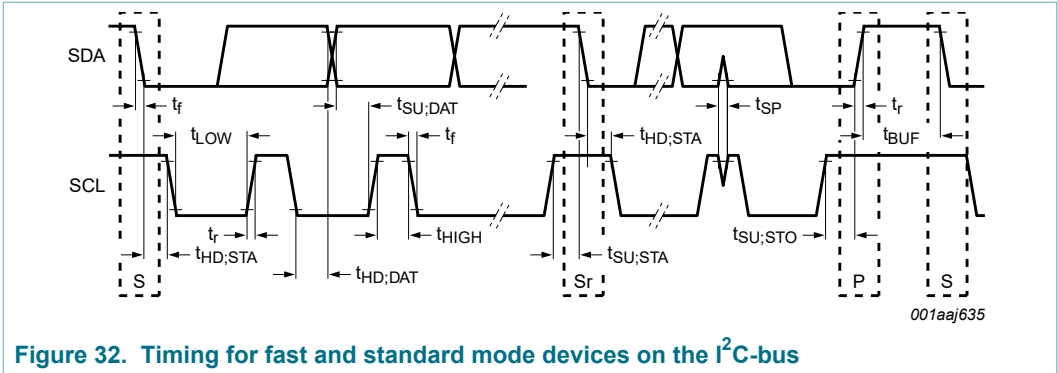 SDA
t_f
t_SU;DAT
t_SP
t_r
t_LOW
t_f
t_HD;STA
t_BUF
SCL
t_r
t_HIGH
t_SU;STO
t_HD;STA
t_SU;STA
t_HD;DAT
S
Sr
P
S
001aaj635
Figure 32. Timing for fast and standard mode devices on the I²C-bus